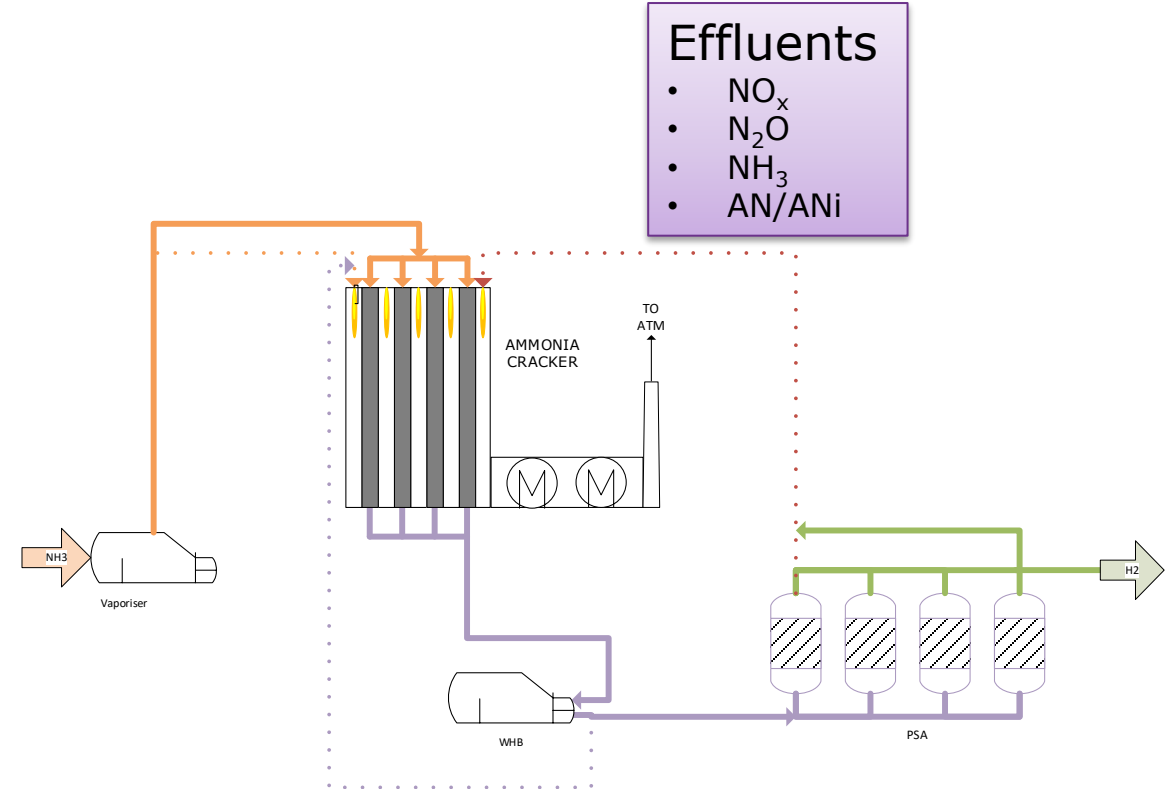 Effluents
• NOx
• N2O
• NH3
• AN/ANi
TO
ATM
AMMONIA
CRACKER
NH3
Vaporiser
H2
WHB
PSA